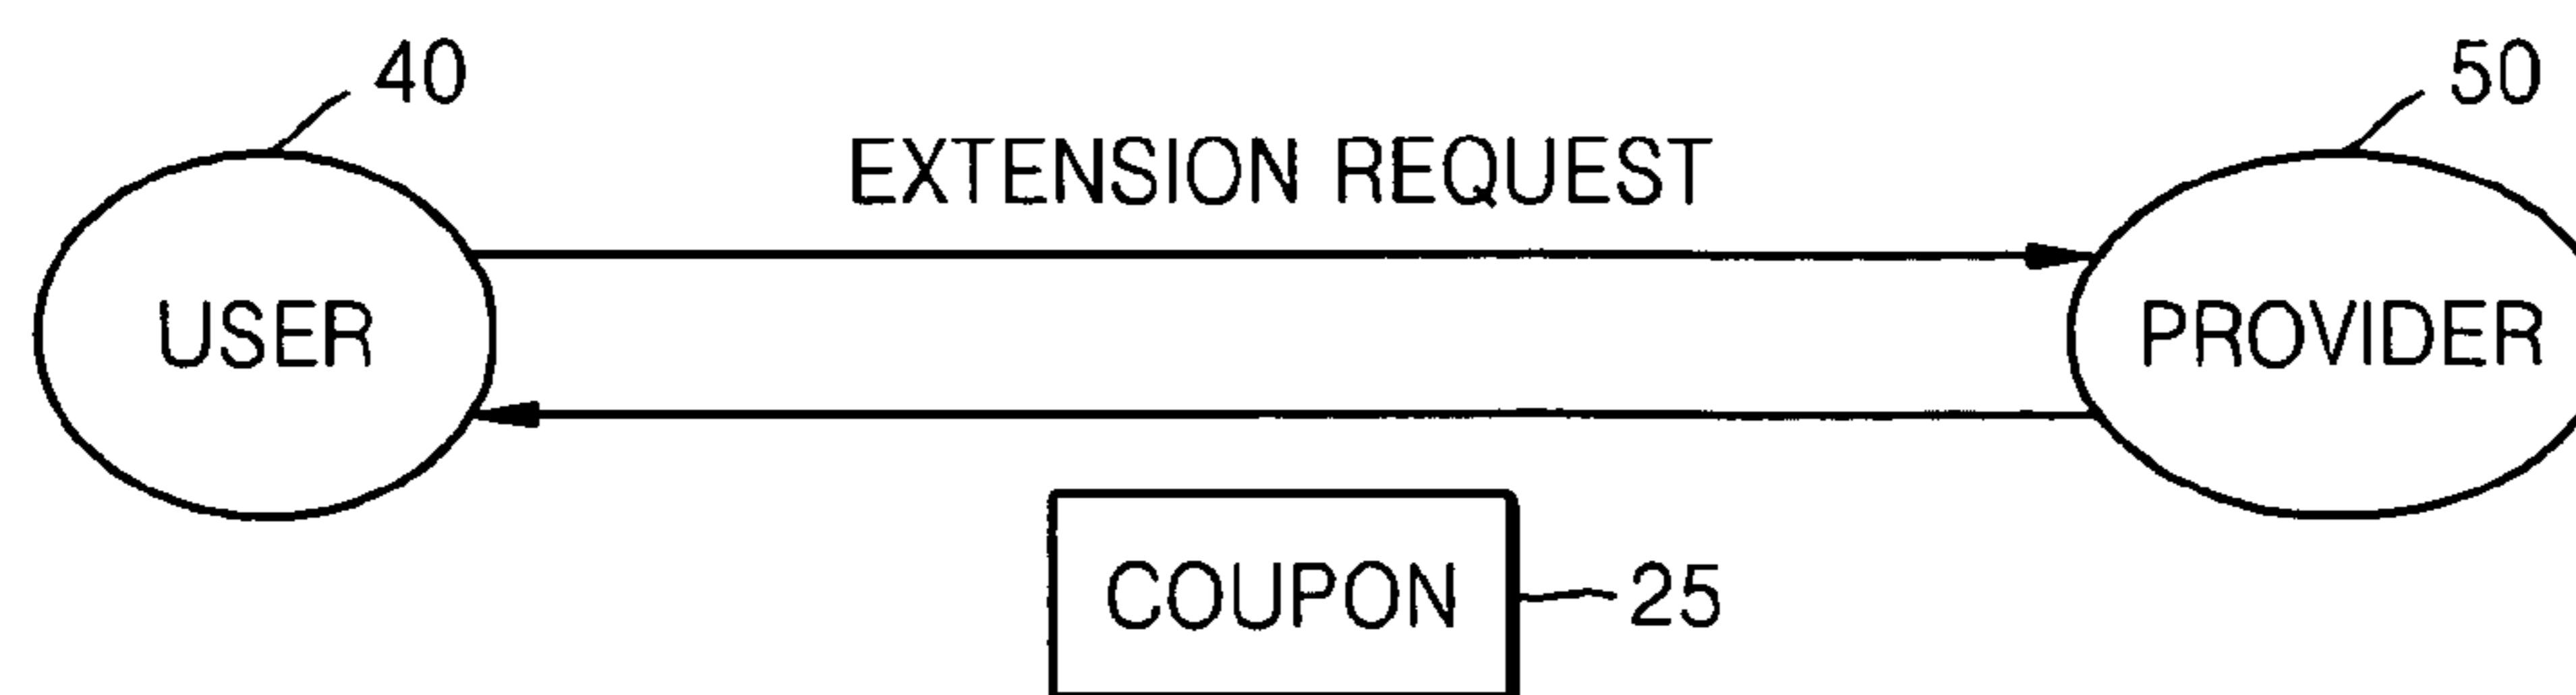 40
50
EXTENSION REQUEST
USER
PROVIDER
COUPON
25